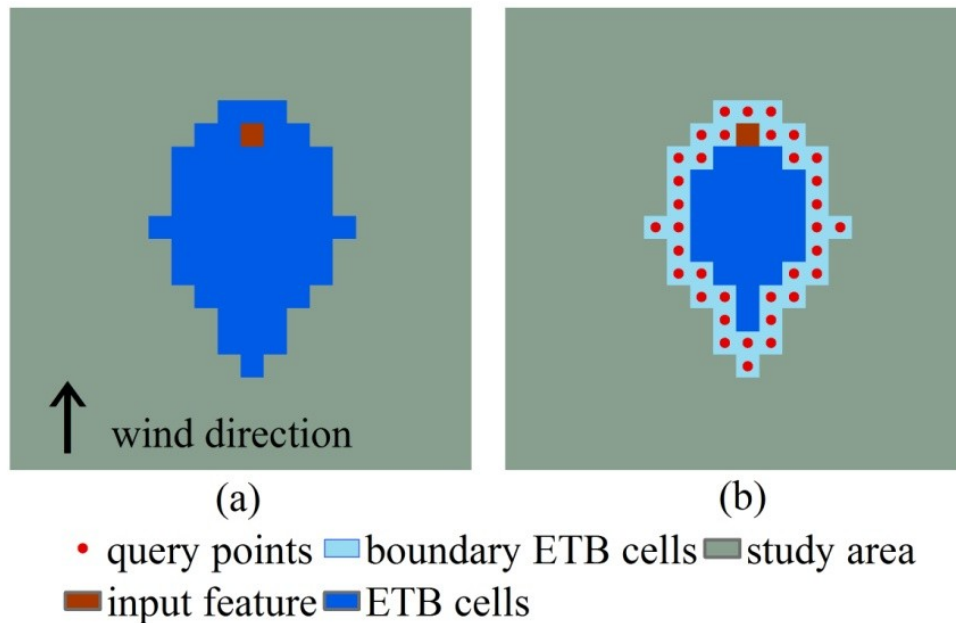 wind direction
(a)
(b)
query points boundary ETB cells study area
input feature ETB cells